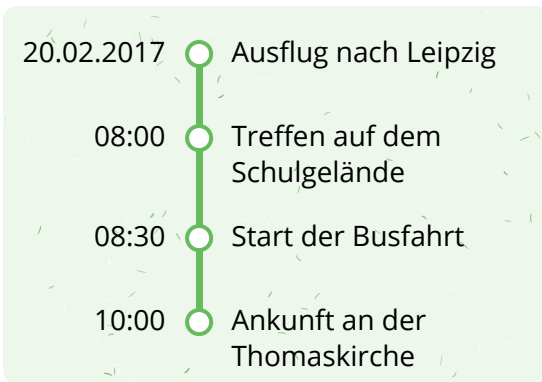 20.02.2017 Ausflug nach Leipzig
08:00 Treffen auf dem
Schulgelände
08:30 Start der Busfahrt
10:00 Ankunft an der
Thomaskirche